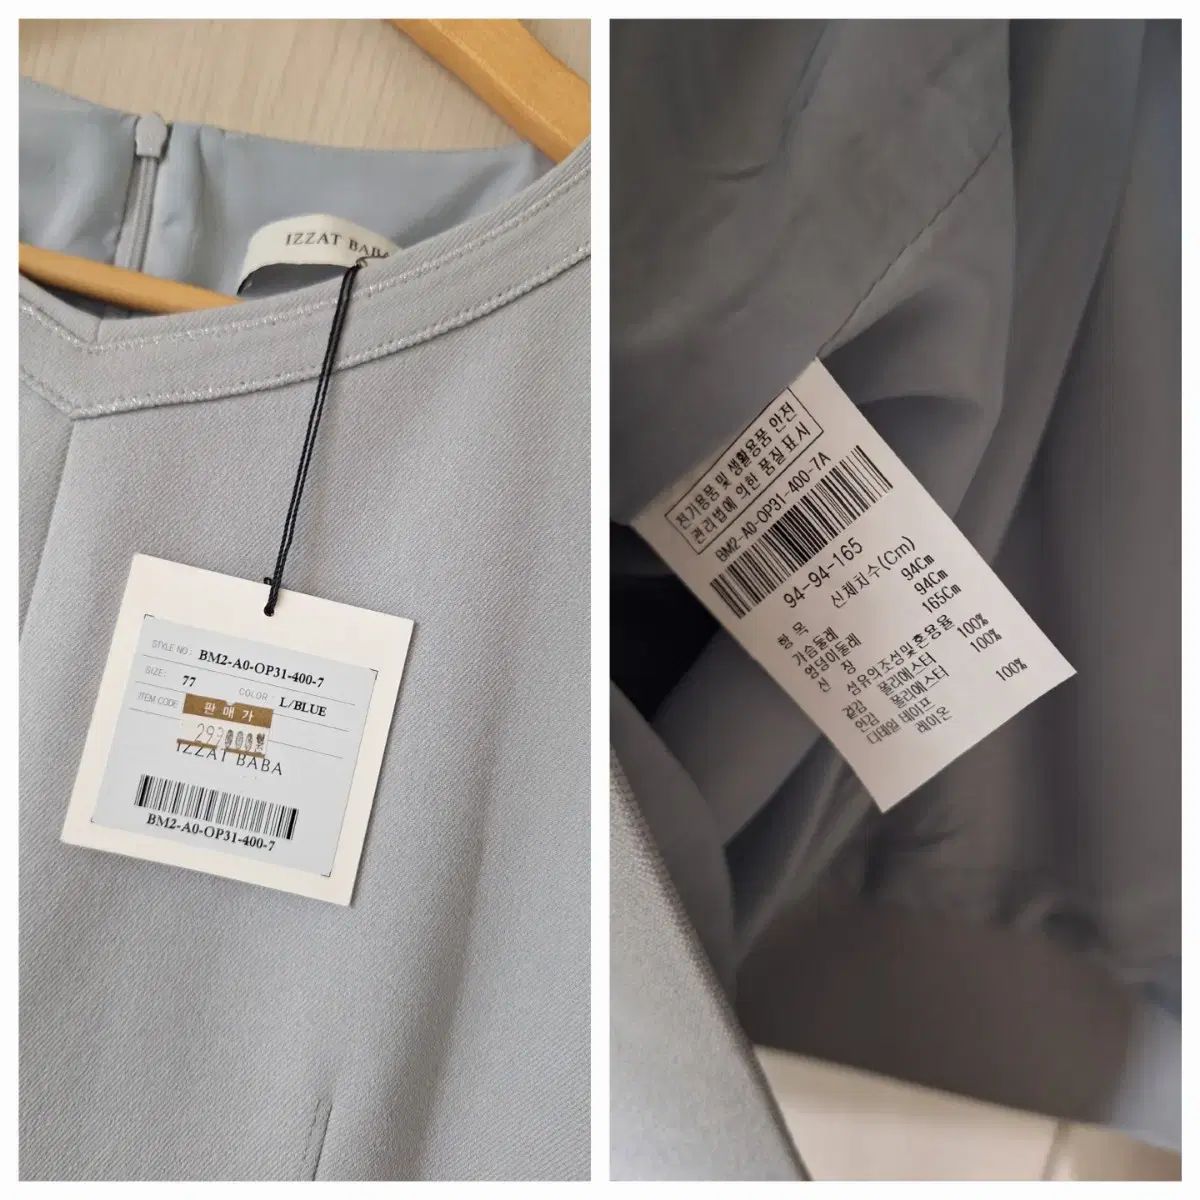 IZZAT BABA
STYLE NO : BM2-A0-OP31-400-7
SIZE: 77 COLOR : L/BLUE
ITEM CODE
판매가
IZZAT BABA
BM2-A0-OP31-400-7
전기용품 및 생활용품 안전
관리법에 의한 품질표시
BM2-A0-OP31-400-7A
94-94-165
항 목 신체치수(Cm)
가슴둘레 94Cm
엉덩이둘레 94Cm
신 장 165Cm
섬유의조성및혼용율
겉감 폴리에스터 100%
안감 폴리에스터 100%
디테일 테이프
레이온 100%